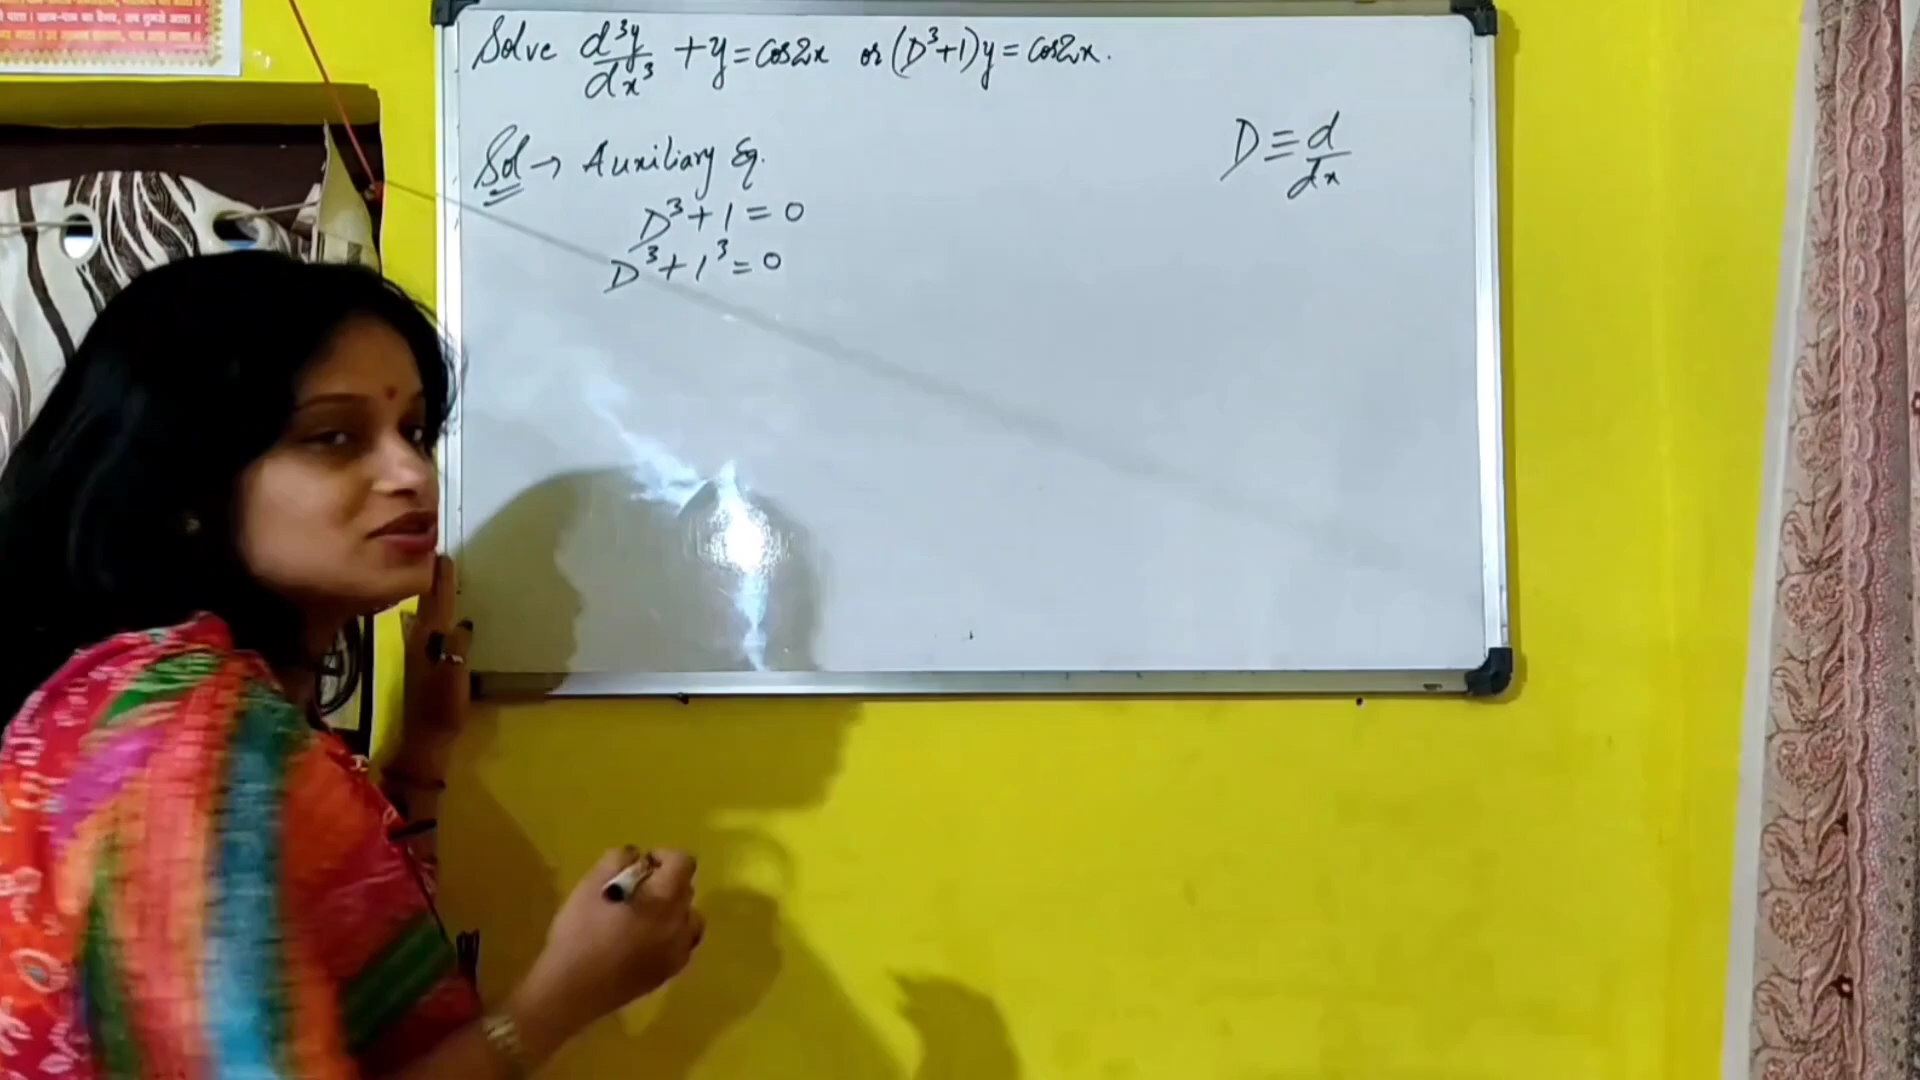 Solve d³y/dx³ + y = cos2x or (D³+1)y = cos2x.
Sol → Auxiliary Eq.
D ≡ d/dx
D³ + 1 = 0
D³ + 1³ = 0